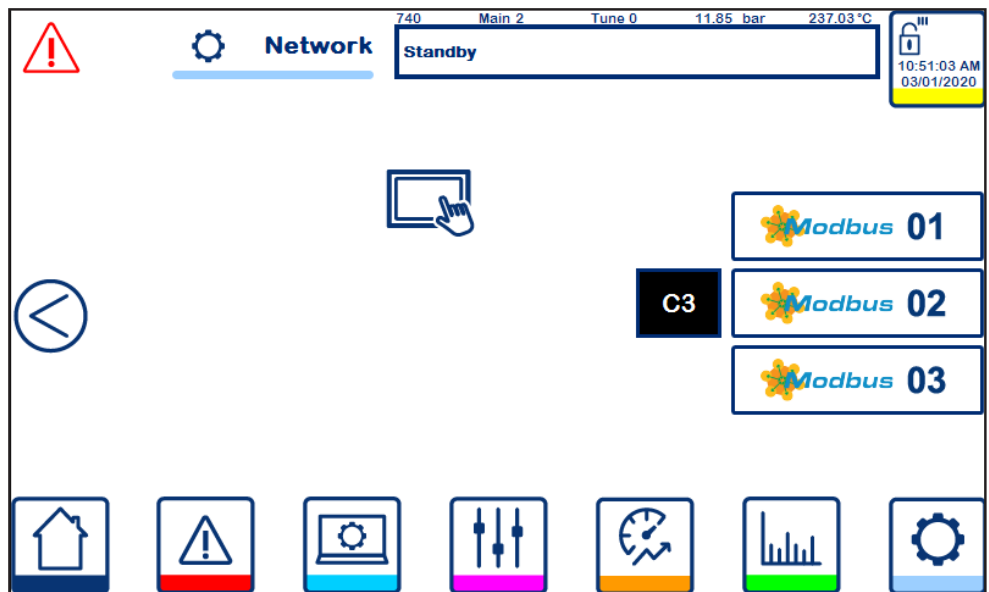 740 Main 2 Tune 0 11.85 bar 237.03°C
Network
Standby
10:51:03 AM
03/01/2020
Modbus 01
C3 Modbus 02
Modbus 03